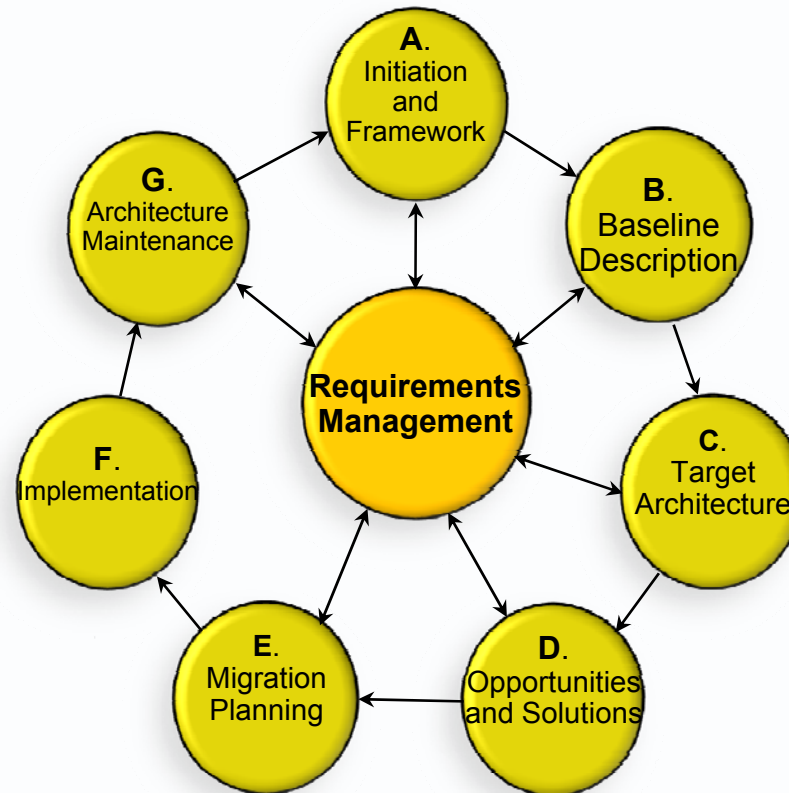 A.
Initiation
and
Framework
B.
Baseline
Description
C.
Target
Architecture
D.
Opportunities
and Solutions
E.
Migration
Planning
F.
Implementation
G.
Architecture
Maintenance
Requirements
Management